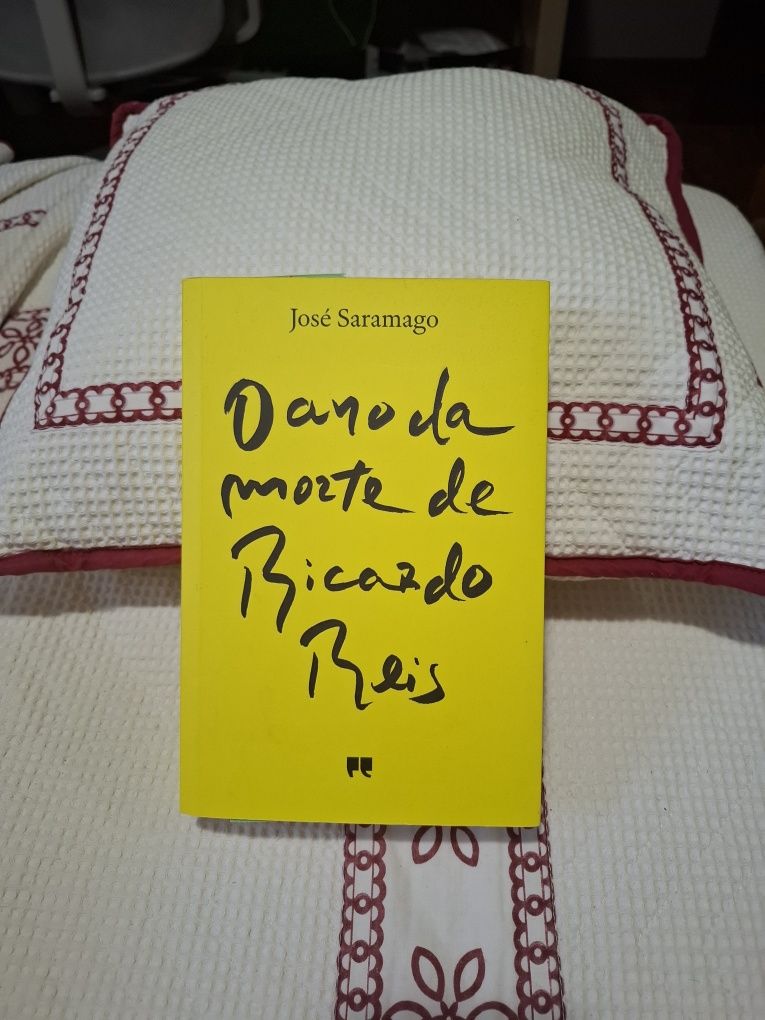 José Saramago
O ano da
morte de
Ricardo
Reis